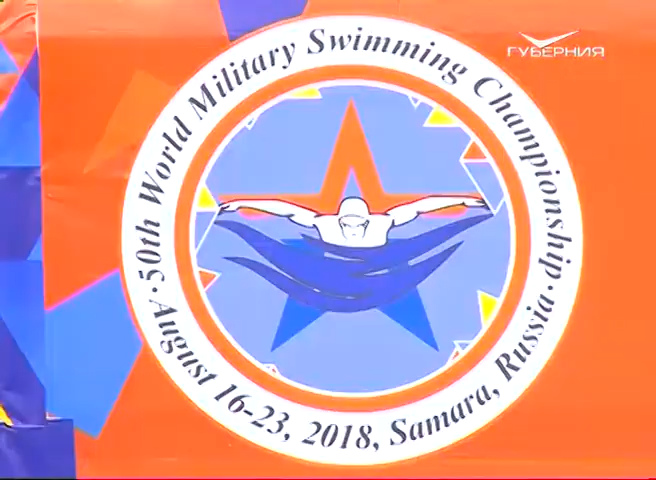 ГУБЕРНИЯ
50th World Military Swimming Championship
August 16-23, 2018, Samara, Russia